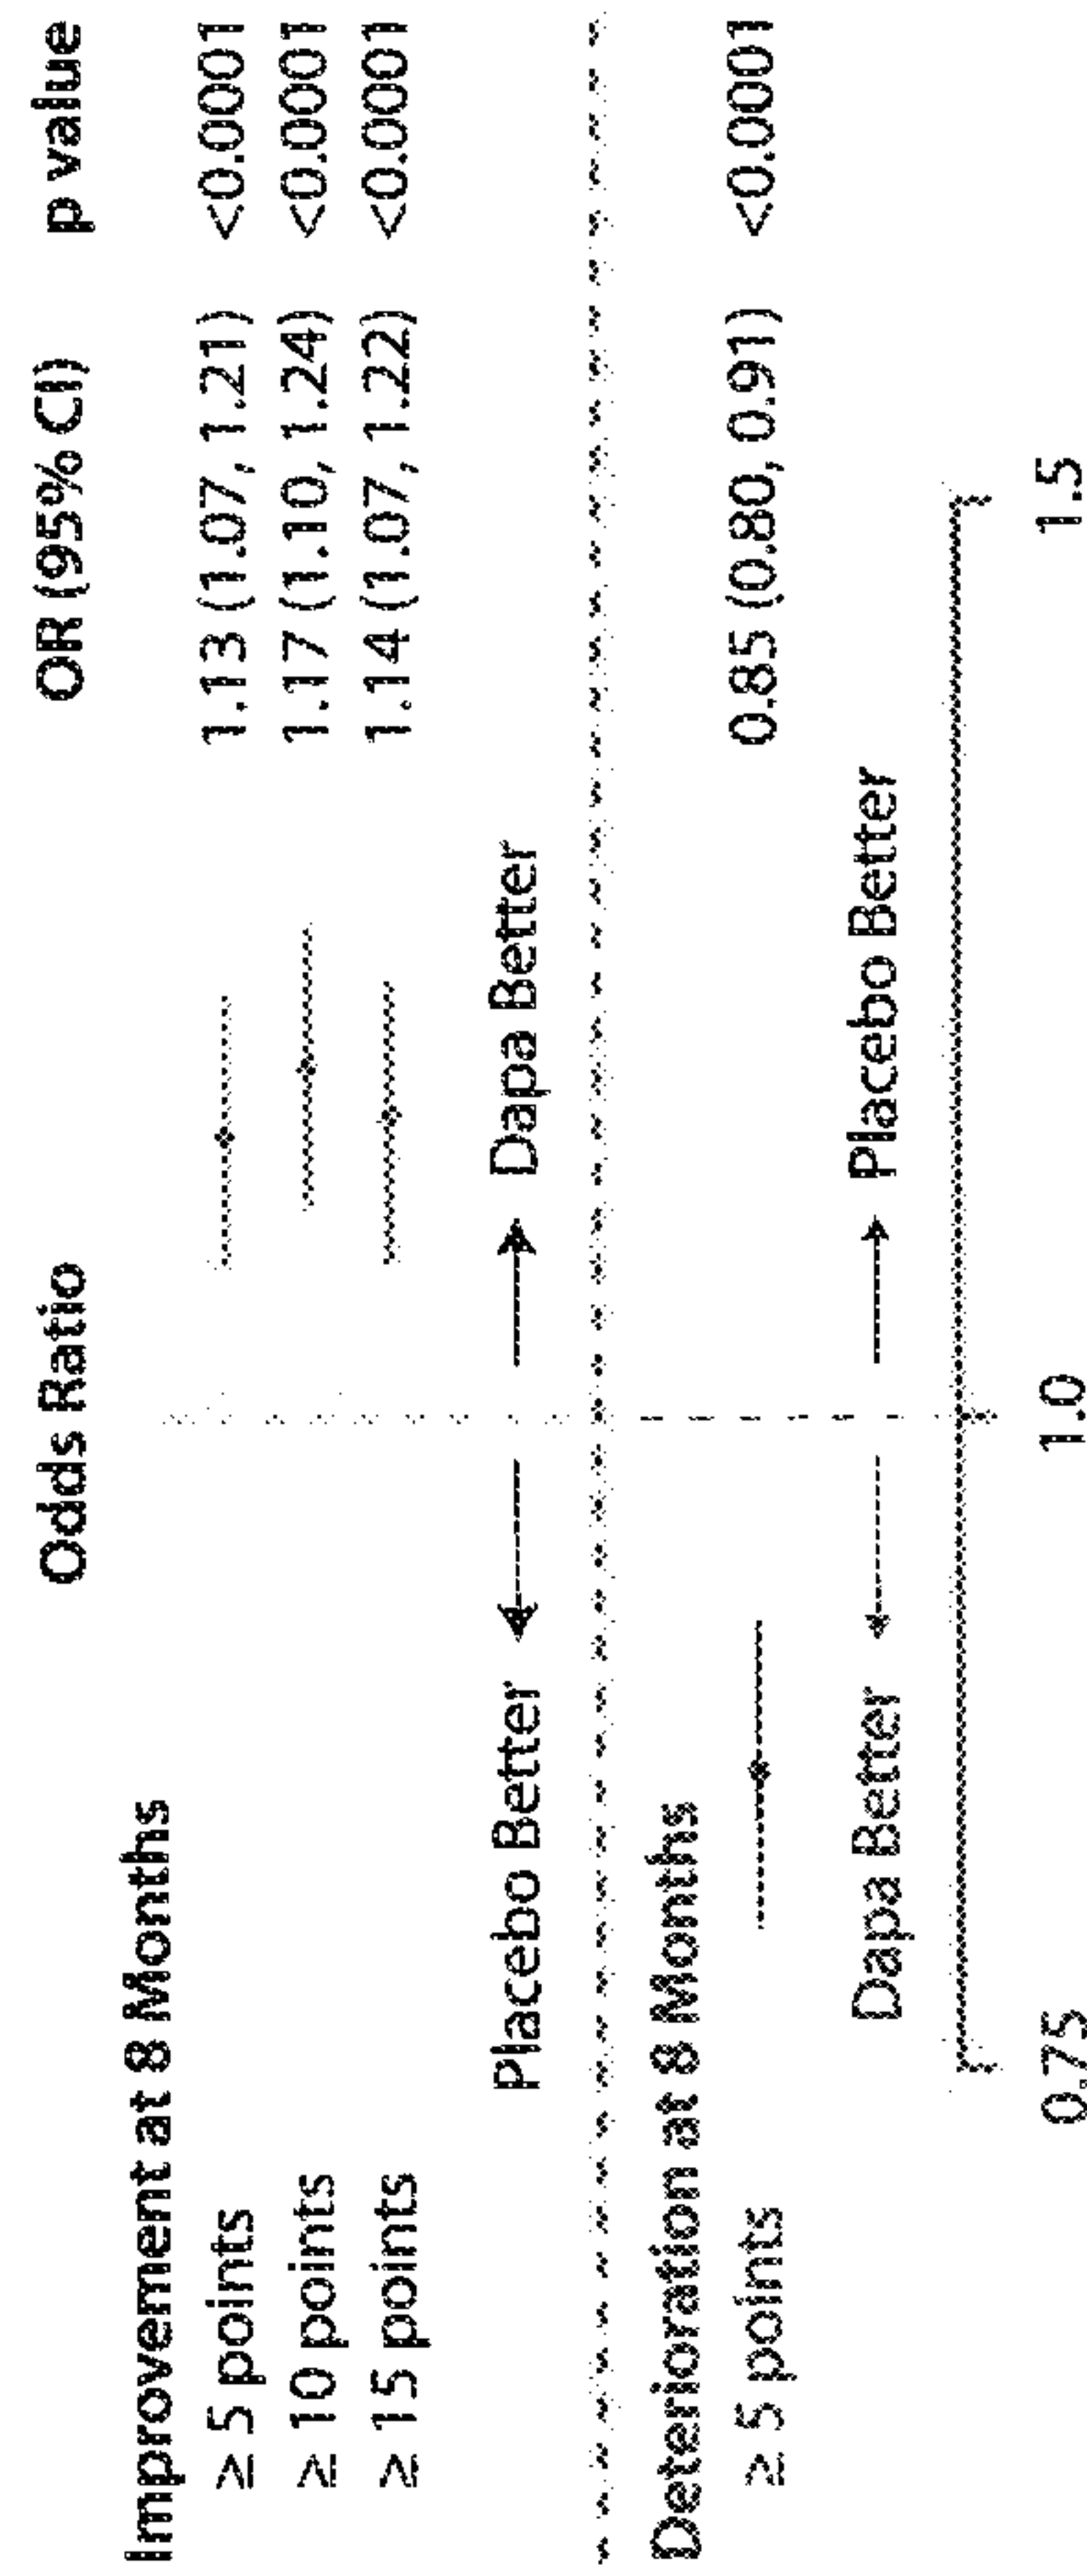 Odds Ratio OR (95% CI) p value
Improvement at 8 Months
≥ 5 points 1.13 (1.07, 1.21) <0.0001
≥ 10 points 1.17 (1.10, 1.24) <0.0001
≥ 15 points 1.14 (1.07, 1.22) <0.0001
Placebo Better Dapa Better
Deterioration at 8 Months
≥ 5 points 0.85 (0.80, 0.91) <0.0001
Dapa Better Placebo Better
0.75 1.0 1.5